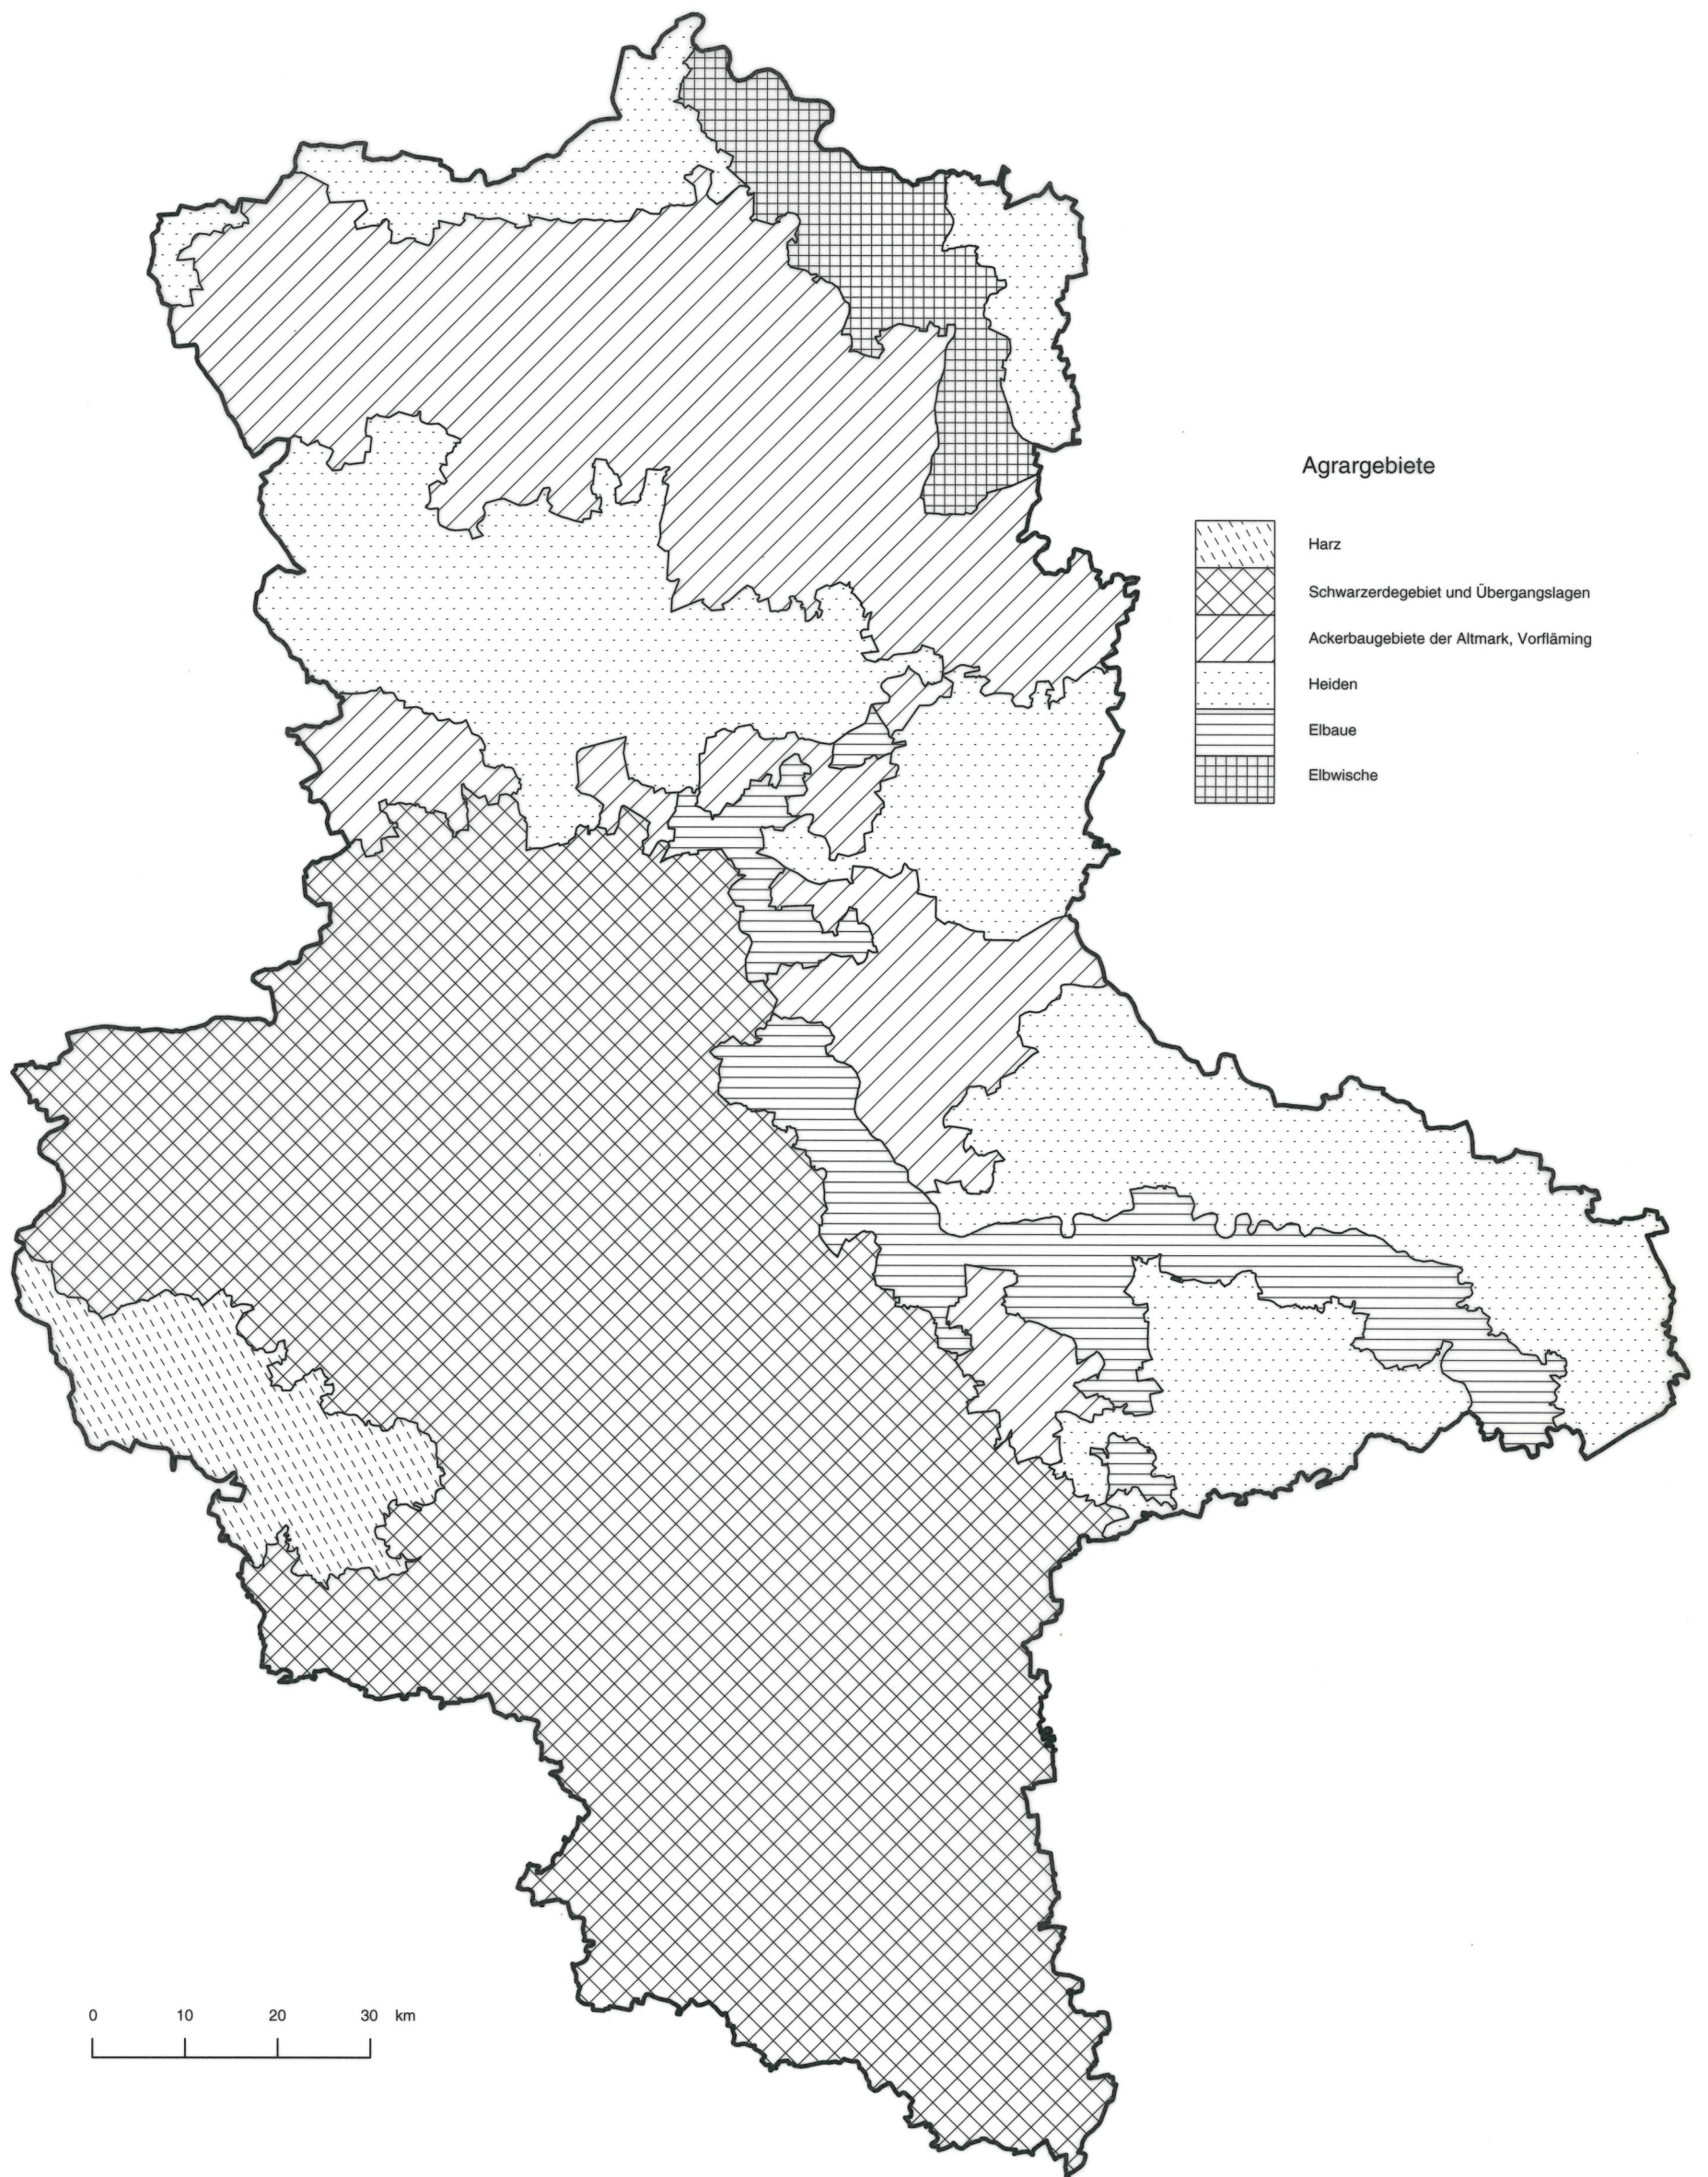 Agrargebiete
Harz
Schwarzerdegebiet und Übergangslagen
Ackerbaugebiete der Altmark, Vorfläming
Heiden
Elbaue
Elbwische
0 10 20 30 km